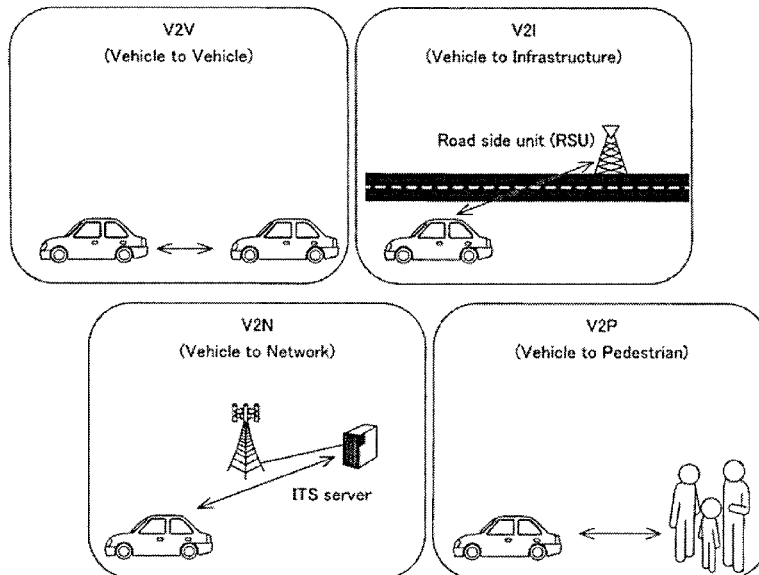 V2V
(Vehicle to Vehicle)
V2I
(Vehicle to Infrastructure)
Road side unit (RSU)
V2N
(Vehicle to Network)
ITS server
V2P
(Vehicle to Pedestrian)